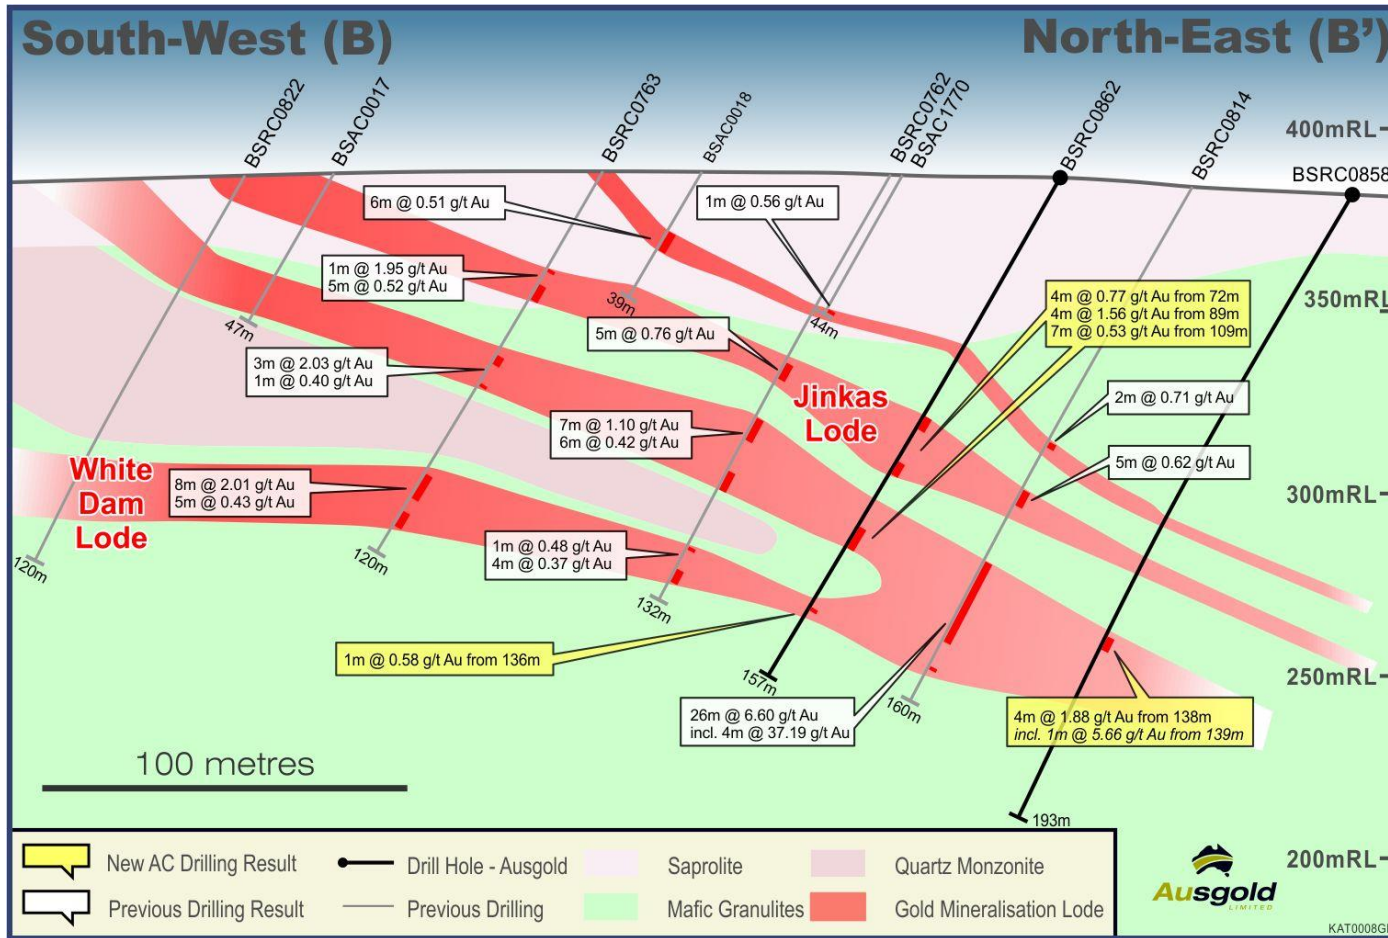 South-West (B)
North-East (B')
BSRC0822
BSAC0017
BSRC0763
BSAC0018
BSRC0762
BSAC1770
BSRC0862
BSRC0814
BSRC0858
400mRL
350mRL
300mRL
250mRL
200mRL
6m @ 0.51 g/t Au
1m @ 0.56 g/t Au
1m @ 1.95 g/t Au
5m @ 0.52 g/t Au
39m
44m
47m
4m @ 0.77 g/t Au from 72m
4m @ 1.56 g/t Au from 89m
7m @ 0.53 g/t Au from 109m
5m @ 0.76 g/t Au
3m @ 2.03 g/t Au
1m @ 0.40 g/t Au
Jinkas
Lode
2m @ 0.71 g/t Au
7m @ 1.10 g/t Au
6m @ 0.42 g/t Au
5m @ 0.62 g/t Au
White
Dam
Lode
8m @ 2.01 g/t Au
5m @ 0.43 g/t Au
1m @ 0.48 g/t Au
4m @ 0.37 g/t Au
120m
120m
132m
1m @ 0.58 g/t Au from 136m
157m
160m
26m @ 6.60 g/t Au
incl. 4m @ 37.19 g/t Au
4m @ 1.88 g/t Au from 138m
incl. 1m @ 5.66 g/t Au from 139m
193m
100 metres
New AC Drilling Result
Drill Hole - Ausgold
Saprolite
Quartz Monzonite
Previous Drilling Result
Previous Drilling
Mafic Granulites
Gold Mineralisation Lode
Ausgold
LIMITED